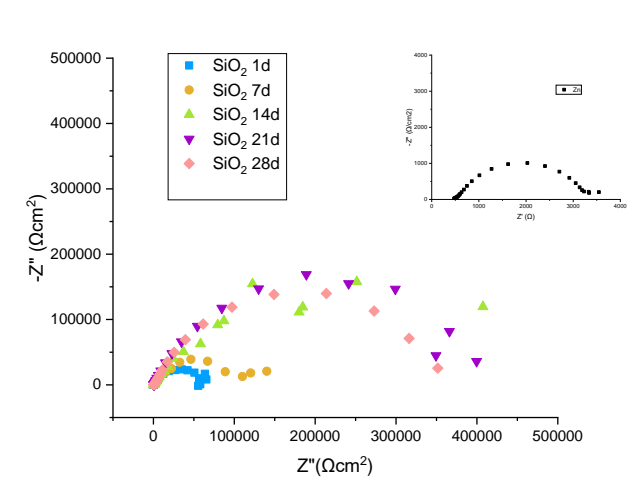 SiO2 1d
SiO2 7d
SiO2 14d
SiO2 21d
SiO2 28d
500000
400000
300000
200000
100000
0
-Z" (Ωcm2)
0
100000
200000
300000
400000
500000
Z"(Ωcm2)
4000
3000
2000
1000
0
-Z" (Ω/cm2)
Zn
0
1000
2000
3000
4000
Z' (Ω)